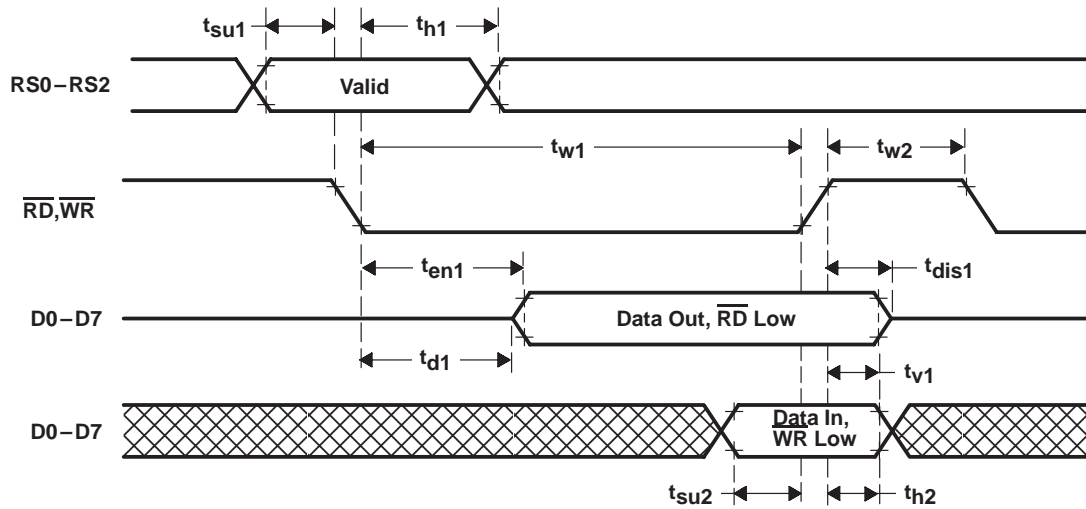 tsu1
th1
RS0–RS2
Valid
tw1
tw2
RD,WR
ten1
tdis1
D0–D7
Data Out, RD Low
td1
tv1
D0–D7
Data In,
WR Low
tsu2
th2